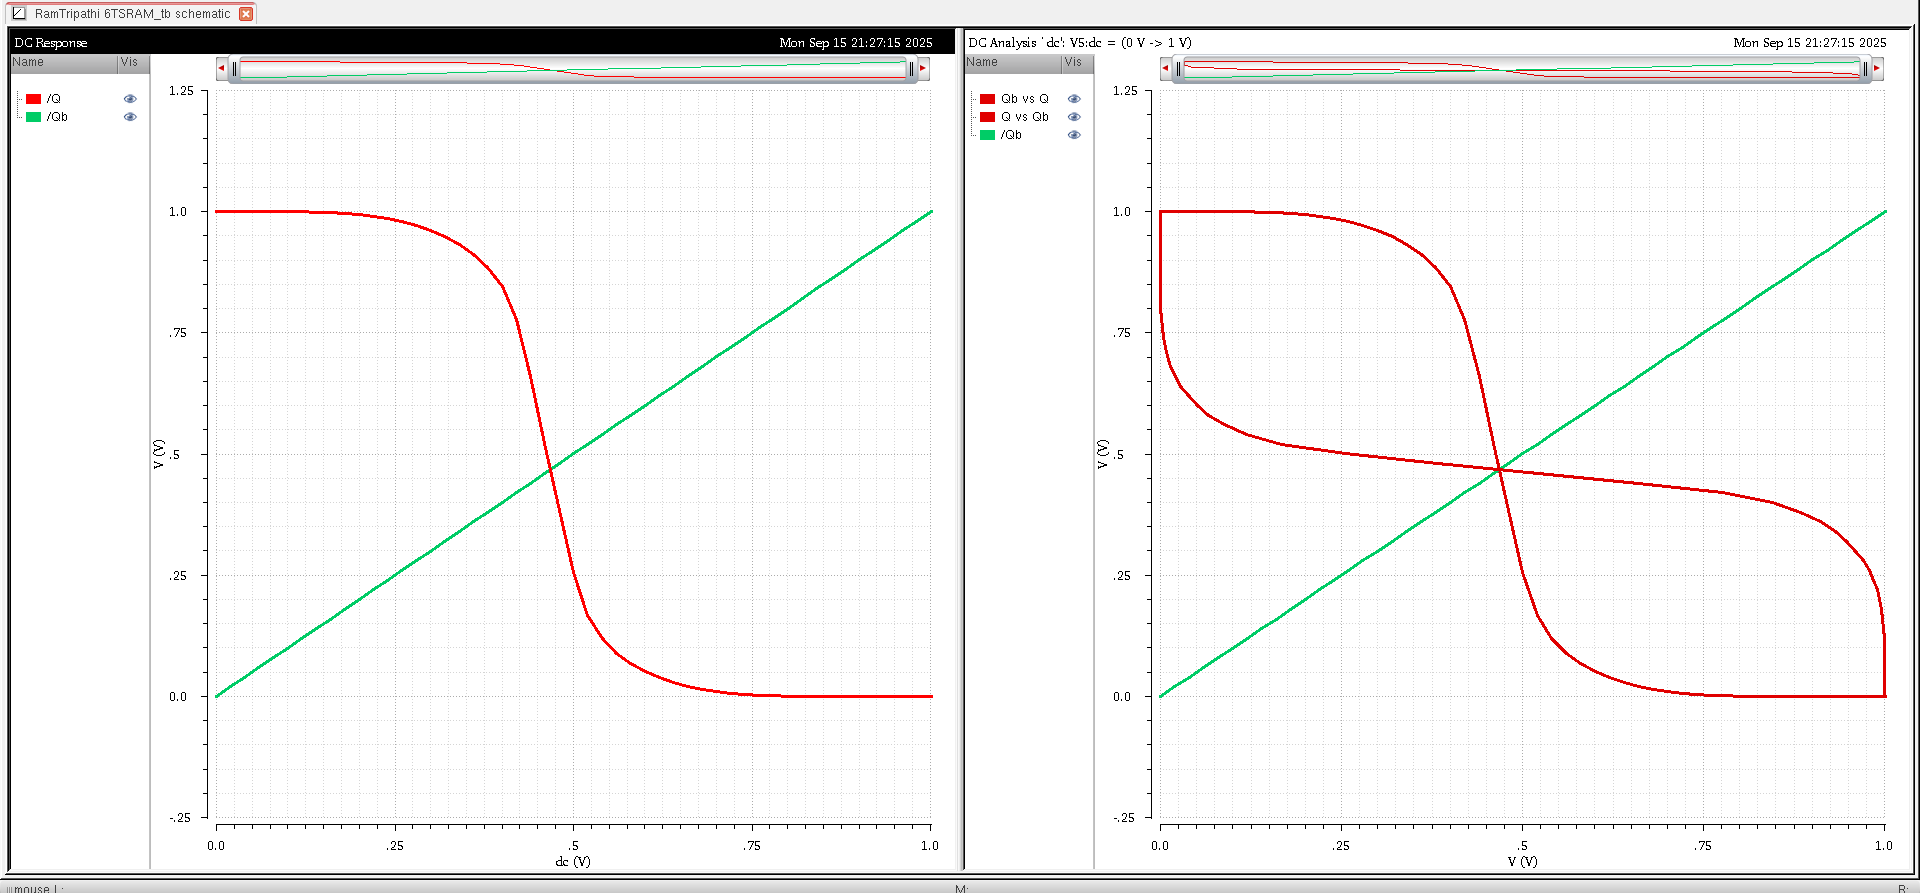 RamTripathi 6TSRAM_tb schematic
DC Response
Mon Sep 15 21:27:15 2025
Name Vis
/Q
/Qb
1.25
1.0
.75
.5
.25
0.0
-.25
V (V)
0.0 .25 .5 .75 1.0
dc (V)
DC Analysis `dc': V5:dc = (0 V -> 1 V)
Mon Sep 15 21:27:15 2025
Name Vis
Qb vs Q
Q vs Qb
/Qb
1.25
1.0
.75
.5
.25
0.0
-.25
V (V)
0.0 .25 .5 .75 1.0
V (V)
mouse L: M: R: